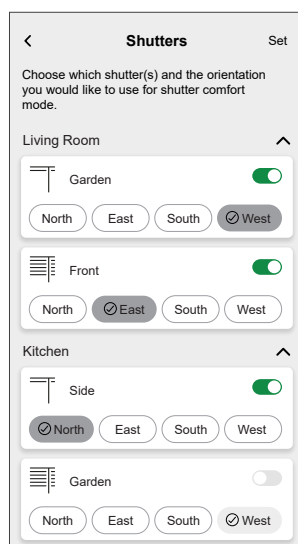 Shutters Set
Choose which shutter(s) and the orientation
you would like to use for shutter comfort
mode.
Living Room
Garden
North East South West
Front
North East South West
Kitchen
Side
North East South West
Garden
North East South West